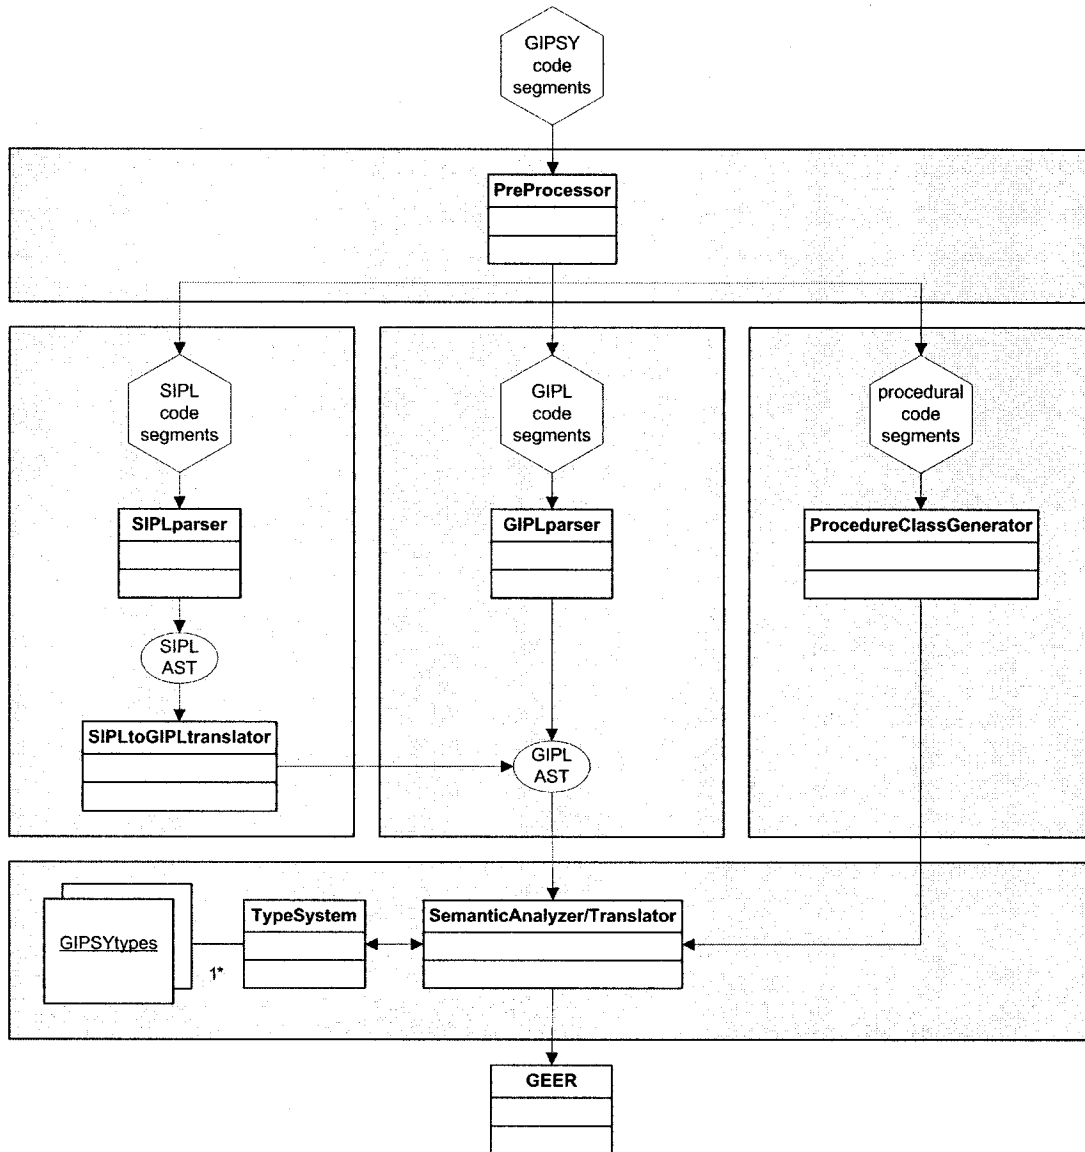 GIPSY
code
segments
PreProcessor
SIPL
code
segments
GIPL
code
segments
procedural
code
segments
SIPLparser
GIPLparser
ProcedureClassGenerator
SIPL
AST
SIPLtoGIPLtranslator
GIPL
AST
GIPSYtypes
1*
TypeSystem
SemanticAnalyzer/Translator
GEER